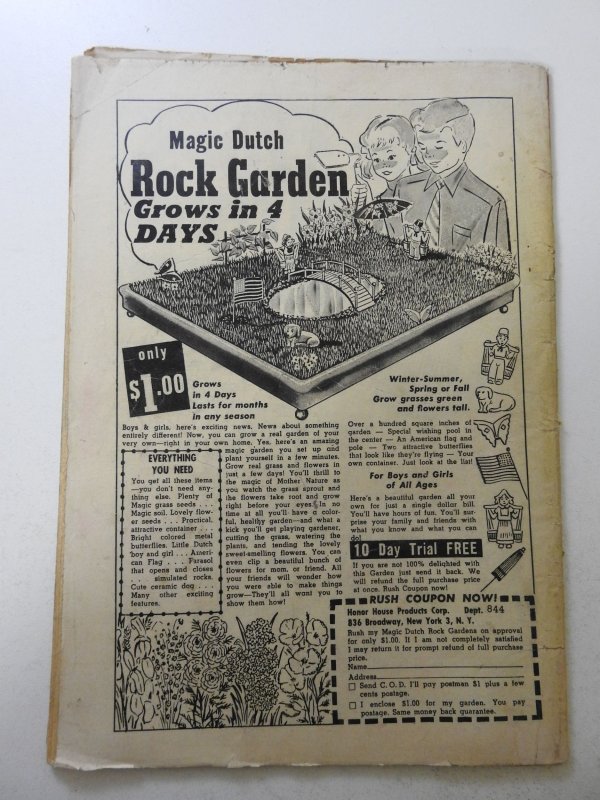 Magic Dutch
Rock Garden
Grows in 4
DAYS
only
$1.00
Grows
in 4 Days
Lasts for months
in any season
Winter-Summer,
Spring or Fall
Grow grasses green
and flowers tall.
Boys & girls, here's exciting news. News about something
entirely different! Now, you can grow a real garden of your
very own—right in your own home. Yes, here's an amazing
EVERYTHING
YOU NEED
You get all these items
—you don't need any-
thing else. Plenty of
Magic grass seeds . . .
Magic soil. Lovely flow-
er seeds . . . Practical,
attractive container . . .
Bright colored metal
butterflies. Little Dutch
boy and girl . . . Ameri-
can Flag . . . Parasol
that opens and closes
. . . simulated rocks.
Cute ceramic dog . . .
Many other exciting
features.
magic garden you set up and
plant yourself in a few minutes.
Grow real grass and flowers in
just a few days! You'll thrill to
the magic of Mother Nature as
you watch the grass sprout and
the flowers take root and grow
right before your eyes. In no
time at all you'll have a color-
ful, healthy garden—and what a
kick you'll get playing gardener,
cutting the grass, watering the
plants, and tending the lovely
sweet-smelling flowers. You can
even clip a beautiful bunch of
flowers for mom, or friend. All
your friends will wonder how
you were able to make things
grow—They'll all want you to
show them how!
Over a hundred square inches of
garden — Special wishing pool in
the center — An American flag and
pole — Two attractive butterflies
that look like they're flying — Your
own container. Just look at the list!
For Boys and Girls
of All Ages
Here's a beautiful garden all your
own for just a single dollar bill.
You'll have hours of fun. You'll sur-
prise your family and friends with
what you know and what you can
do!
10 Day Trial FREE
If you are not 100% delighted with
this Garden just send it back. We
will refund the full purchase price
at once. Rush Coupon now!
RUSH COUPON NOW!
Honor House Products Corp. Dept. 844
836 Broadway, New York 3, N. Y.
Rush my Magic Dutch Rock Gardens on approval
for only $1.00. If I am not completely satisfied
I may return it for prompt refund of full purchase
price.
Name
Address
Send C.O.D. I'll pay postman $1 plus a few
cents postage.
I enclose $1.00 for my garden. You pay
postage. Same money back guarantee.